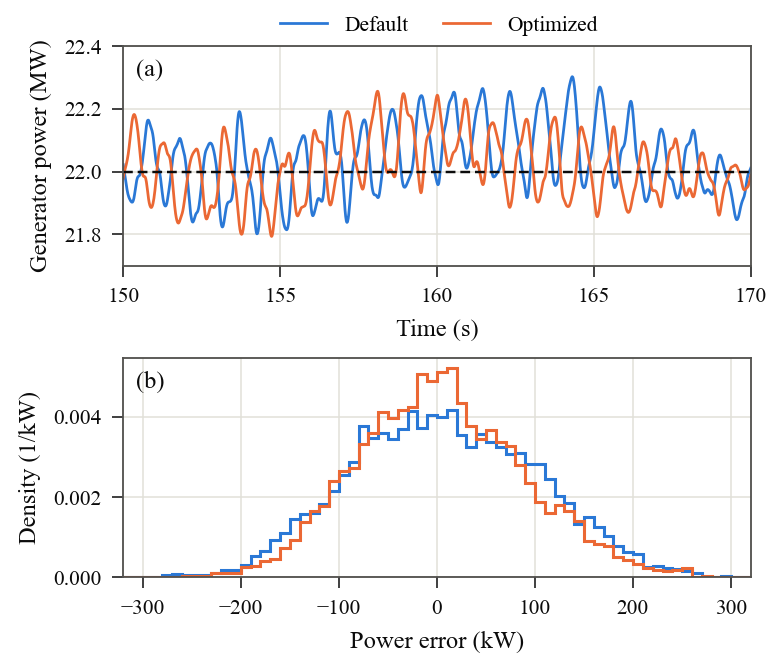 Default Optimized
(a)
Generator power (MW)
22.4
22.2
22.0
21.8
150 155 160 165 170
Time (s)
(b)
Density (1/kW)
0.004
0.002
0.000
−300 −200 −100 0 100 200 300
Power error (kW)